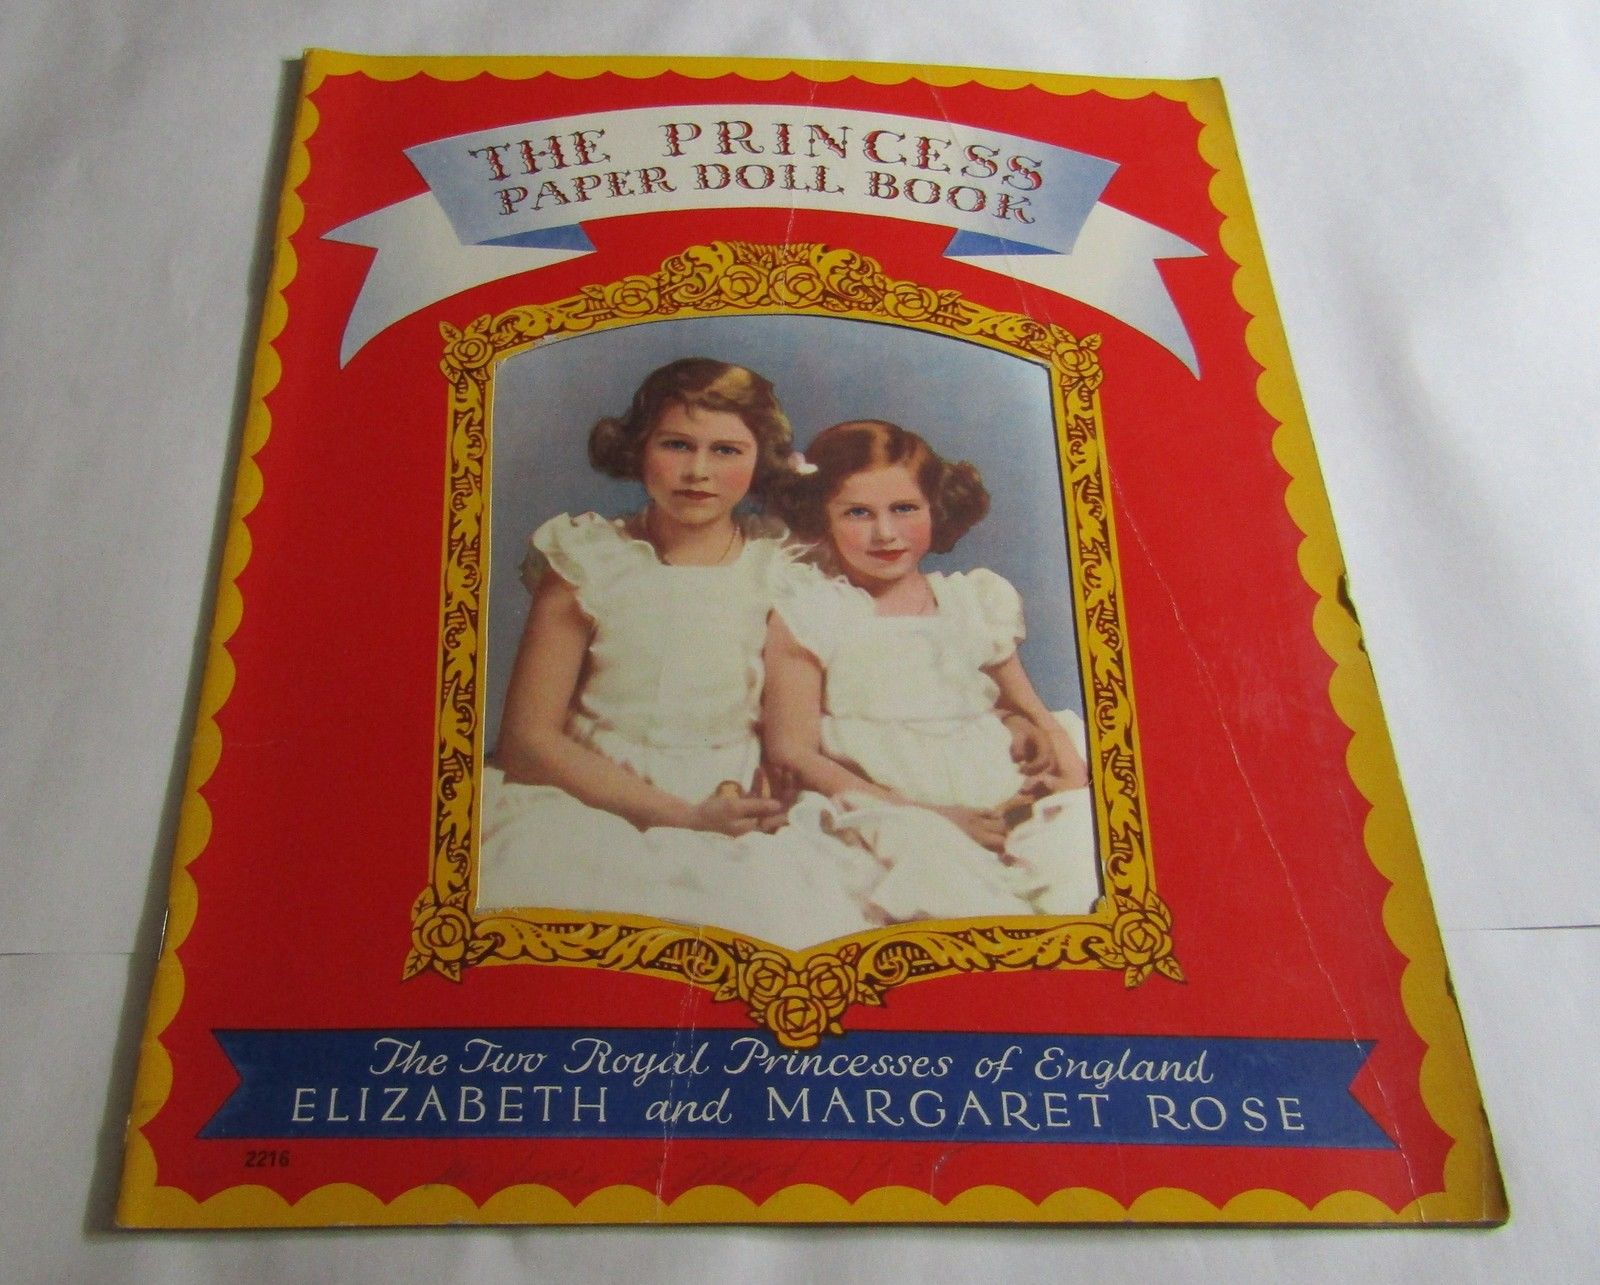 THE PRINCESS
PAPER DOLL BOOK
The Two Royal Princesses of England
ELIZABETH and MARGARET ROSE
2216